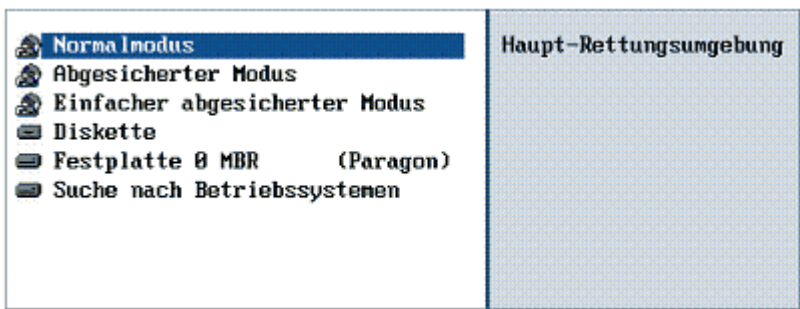 Normalmodus
Abgesicherter Modus
Einfacher abgesicherter Modus
Diskette
Festplatte 0 MBR (Paragon)
Suche nach Betriebssystemen
Haupt-Rettungsumgebung